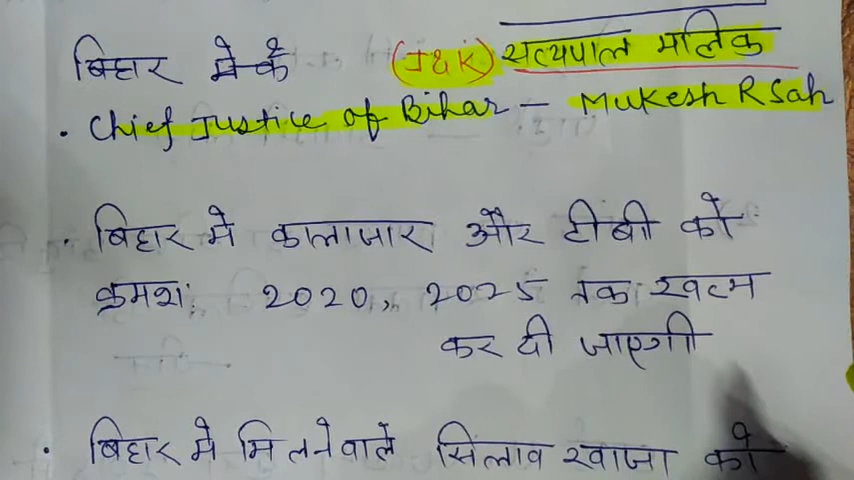 बिहार के (J&K) सत्यपाल मलिक
• Chief Justice of Bihar – Mukesh R Sah
• बिहार मे कालाजार और टीबी को
क्रमशः 2020, 2025 तक खत्म
कर दी जाएगी
• बिहार मे मिलने वाले सिलाव खाजा को